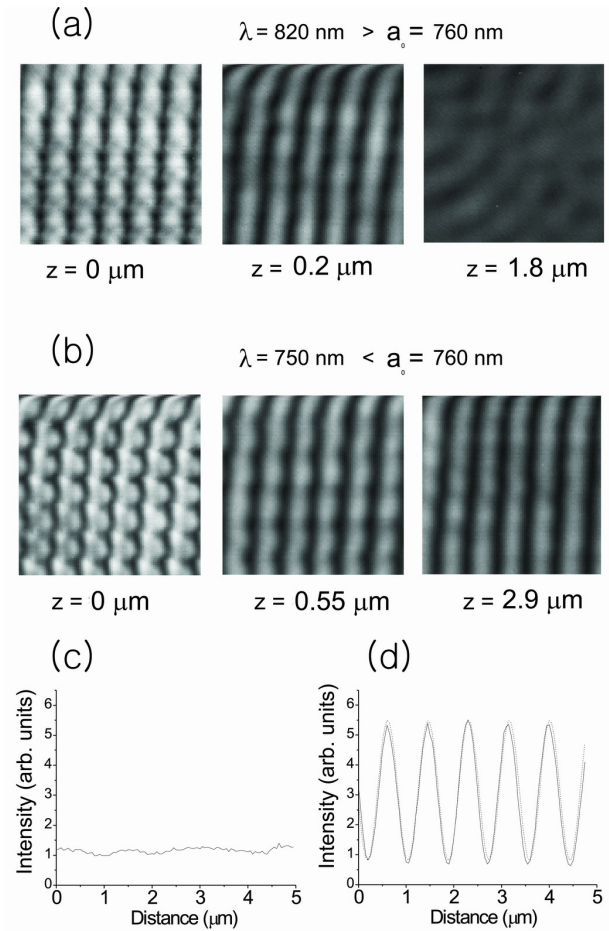 (a)
λ = 820 nm > a₀ = 760 nm
z = 0 μm
z = 0.2 μm
z = 1.8 μm
(b)
λ = 750 nm < a₀ = 760 nm
z = 0 μm
z = 0.55 μm
z = 2.9 μm
(c)
Intensity (arb. units)
6
5
4
3
2
1
0
0 1 2 3 4 5
Distance (μm)
(d)
Intensity (arb. units)
6
5
4
3
2
1
0
0 1 2 3 4 5
Distance (μm)